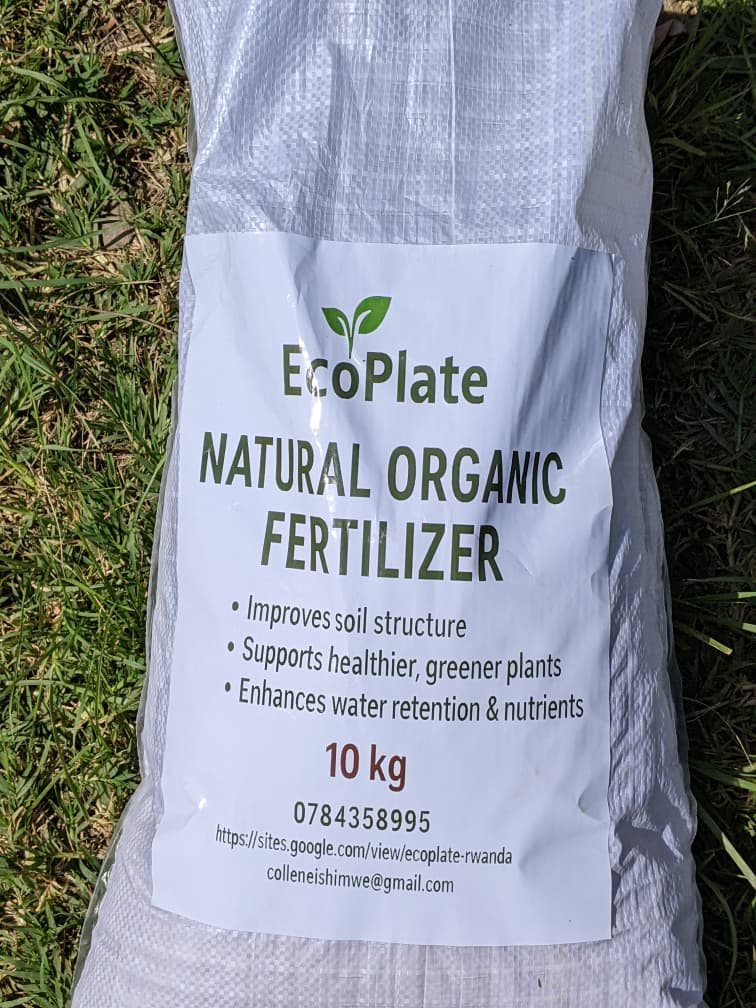 EcoPlate
NATURAL ORGANIC
FERTILIZER
• Improves soil structure
• Supports healthier, greener plants
• Enhances water retention & nutrients
10 kg
0784358995
https://sites.google.com/view/ecoplate-rwanda
colleneishimwe@gmail.com